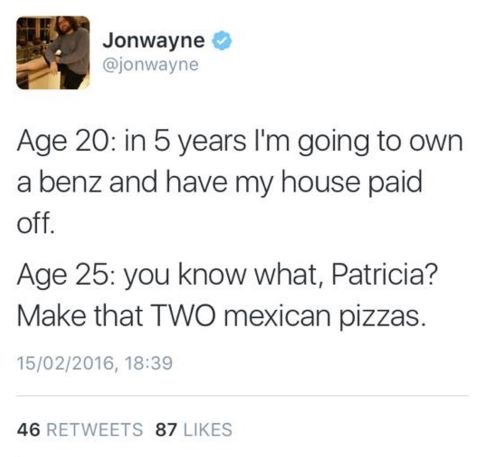 Jonwayne
@jonwayne
Age 20: in 5 years I'm going to own
a benz and have my house paid
off.
Age 25: you know what, Patricia?
Make that TWO mexican pizzas.
15/02/2016, 18:39
46 RETWEETS 87 LIKES